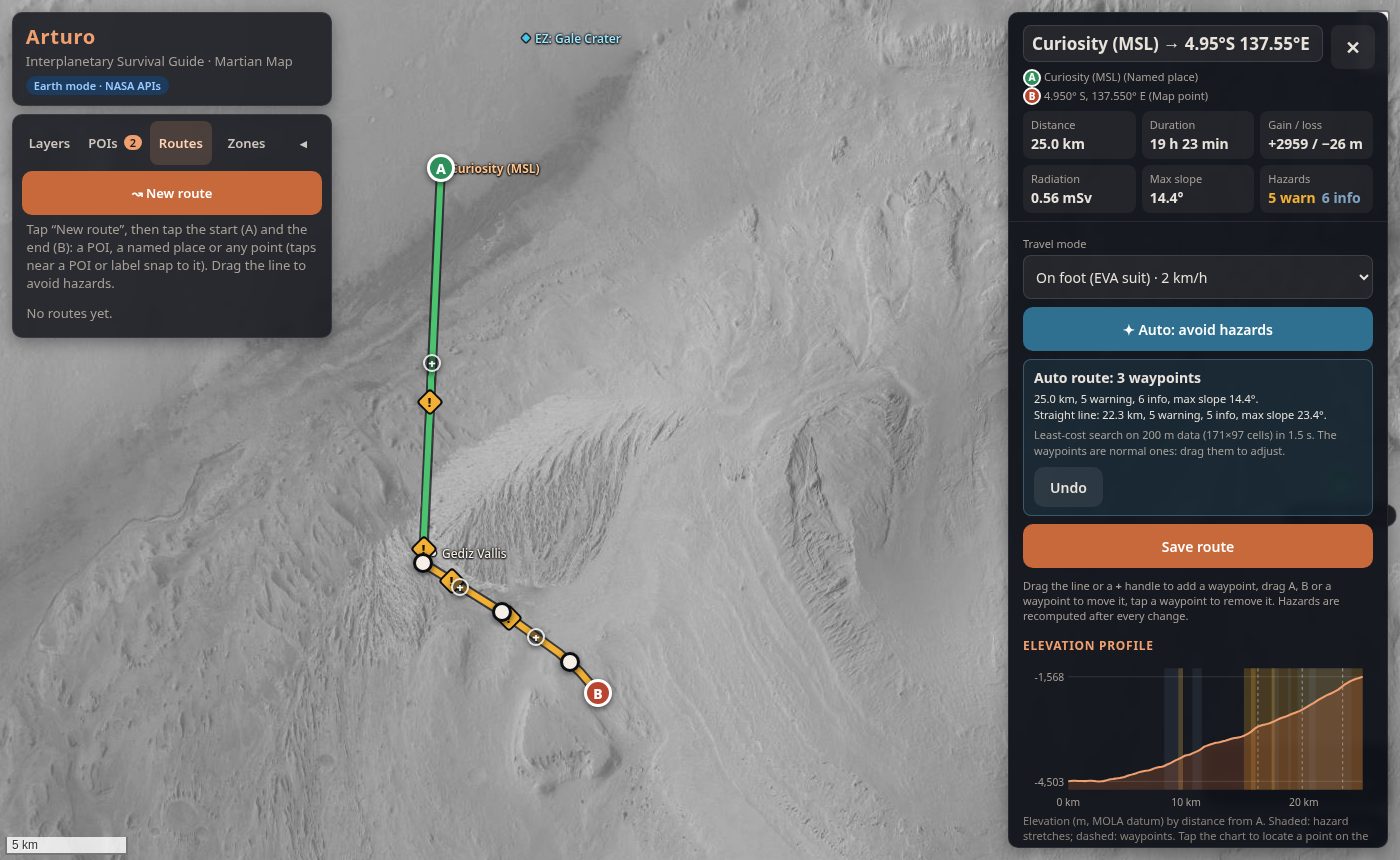 Arturo
Interplanetary Survival Guide · Martian Map
Earth mode · NASA APIs
Layers
POIs 2
Routes
Zones
◂
↝ New route
Tap “New route”, then tap the start (A) and the
end (B): a POI, a named place or any point (taps
near a POI or label snap to it). Drag the line to
avoid hazards.
No routes yet.
EZ: Gale Crater
A
Curiosity (MSL)
+
!
!
Gediz Vallis
!
+
+
B
5 km
Curiosity (MSL) → 4.95°S 137.55°E
✕
A Curiosity (MSL) (Named place)
B 4.950° S, 137.550° E (Map point)
Distance
25.0 km
Duration
19 h 23 min
Gain / loss
+2959 / −26 m
Radiation
0.56 mSv
Max slope
14.4°
Hazards
5 warn 6 info
Travel mode
On foot (EVA suit) · 2 km/h
✦ Auto: avoid hazards
Auto route: 3 waypoints
25.0 km, 5 warning, 6 info, max slope 14.4°.
Straight line: 22.3 km, 5 warning, 5 info, max slope 23.4°.
Least-cost search on 200 m data (171×97 cells) in 1.5 s. The
waypoints are normal ones: drag them to adjust.
Undo
Save route
Drag the line or a + handle to add a waypoint, drag A, B or a
waypoint to move it, tap a waypoint to remove it. Hazards are
recomputed after every change.
ELEVATION PROFILE
-1,568
-4,503
0 km
10 km
20 km
Elevation (m, MOLA datum) by distance from A. Shaded: hazard
stretches; dashed: waypoints. Tap the chart to locate a point on the